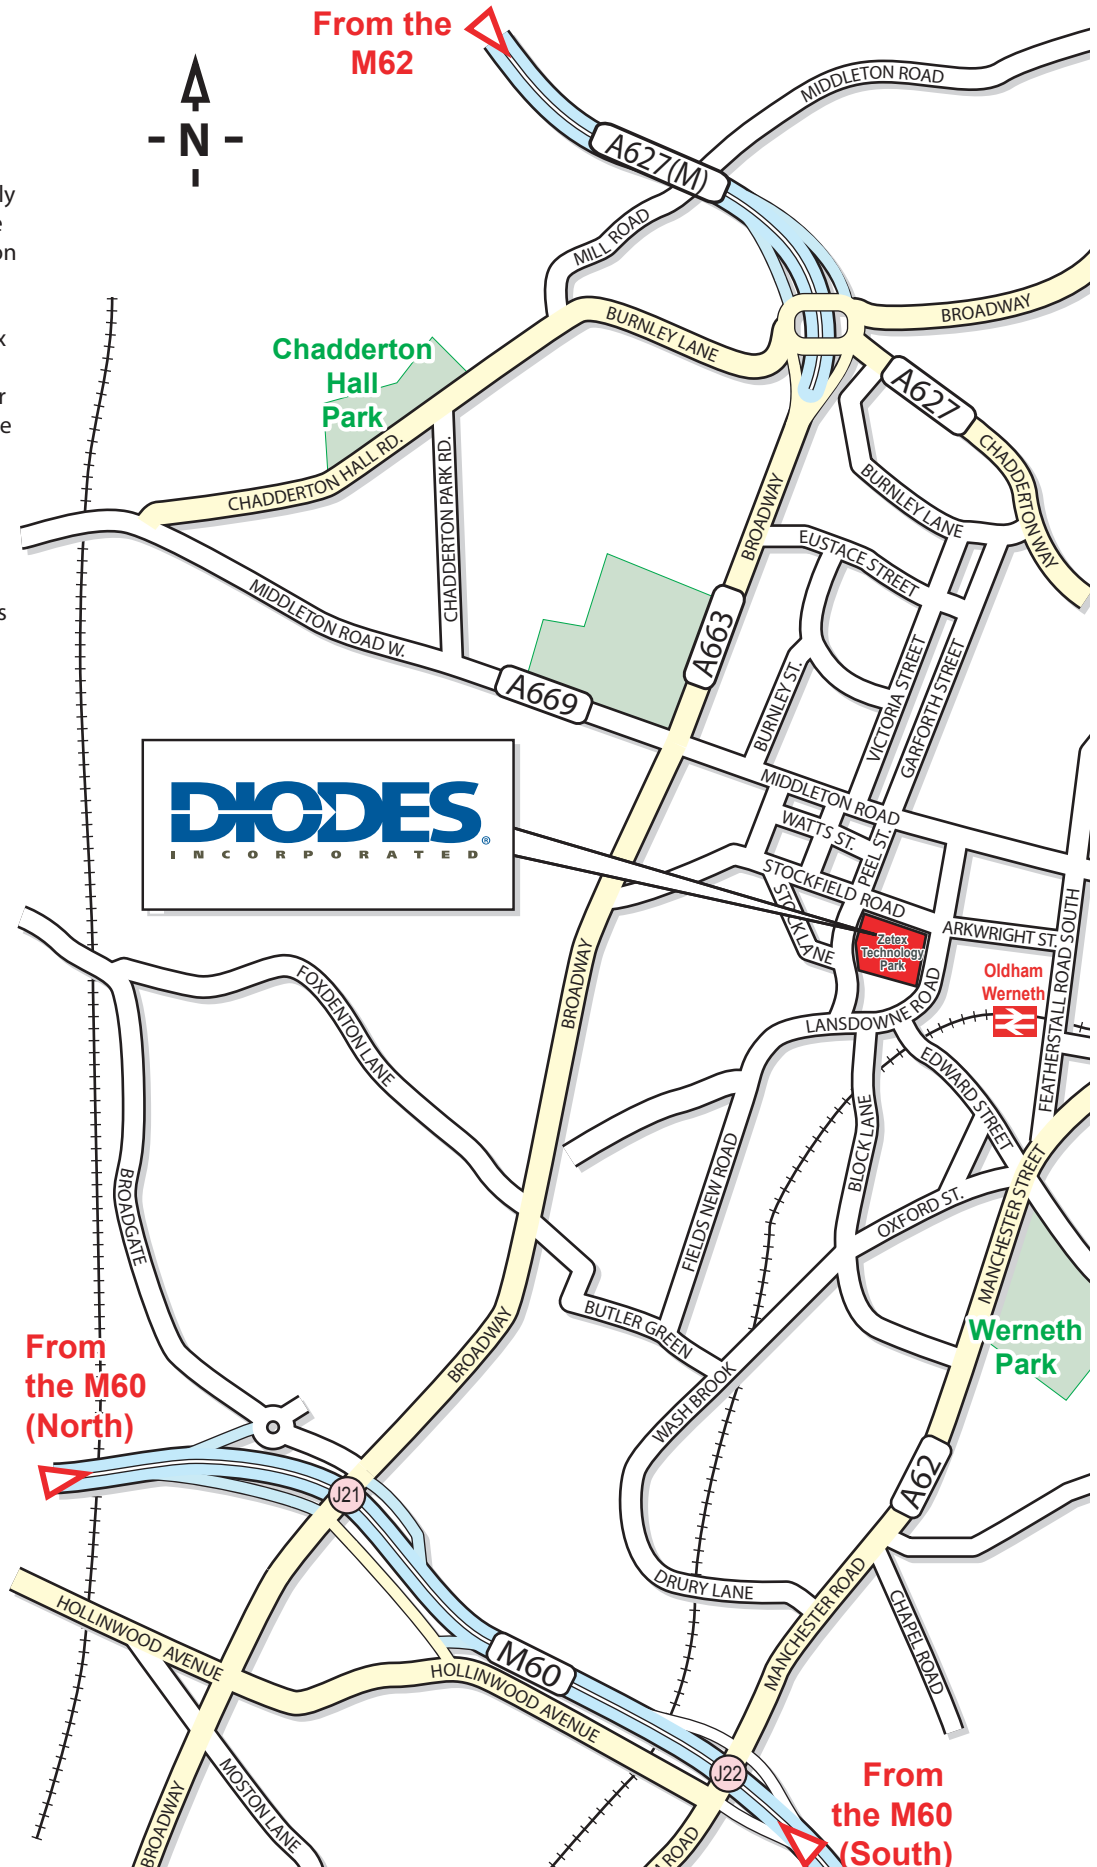 From the
M62
N
MIDDLETON ROAD
A627(M)
MILL ROAD
ly
e
on
x
r
e
s
BURNLEY LANE
BROADWAY
Chadderton
Hall
Park
A627
CHADDERTON HALL RD.
CHADDERTON PARK RD.
CHADDERTON WAY
BURNLEY LANE
BROADWAY
EUSTACE STREET
MIDDLETON ROAD W.
A663
A669
BURNLEY ST.
VICTORIA STREET
GARFORTH STREET
DIODES
®
INCORPORATED
MIDDLETON ROAD
WATTS ST.
PEEL ST.
STOCKFIELD ROAD
STOCK LANE
ARKWRIGHT ST.
Zetex
Technology
Park
Oldham
Werneth
FEATHERSTALL ROAD SOUTH
LANSDOWNE ROAD
EDWARD STREET
BROADWAY
FOXDENTON LANE
BLOCK LANE
FIELDS NEW ROAD
OXFORD ST.
MANCHESTER STREET
BROADGATE
BUTLER GREEN
Werneth
Park
BROADWAY
WASH BROOK
From
the M60
(North)
A62
J21
DRURY LANE
MANCHESTER ROAD
CHAPEL ROAD
HOLLINWOOD AVENUE
M60
HOLLINWOOD AVENUE
J22
MOSTON LANE
BROADWAY
From
the M60
(South)
ROAD